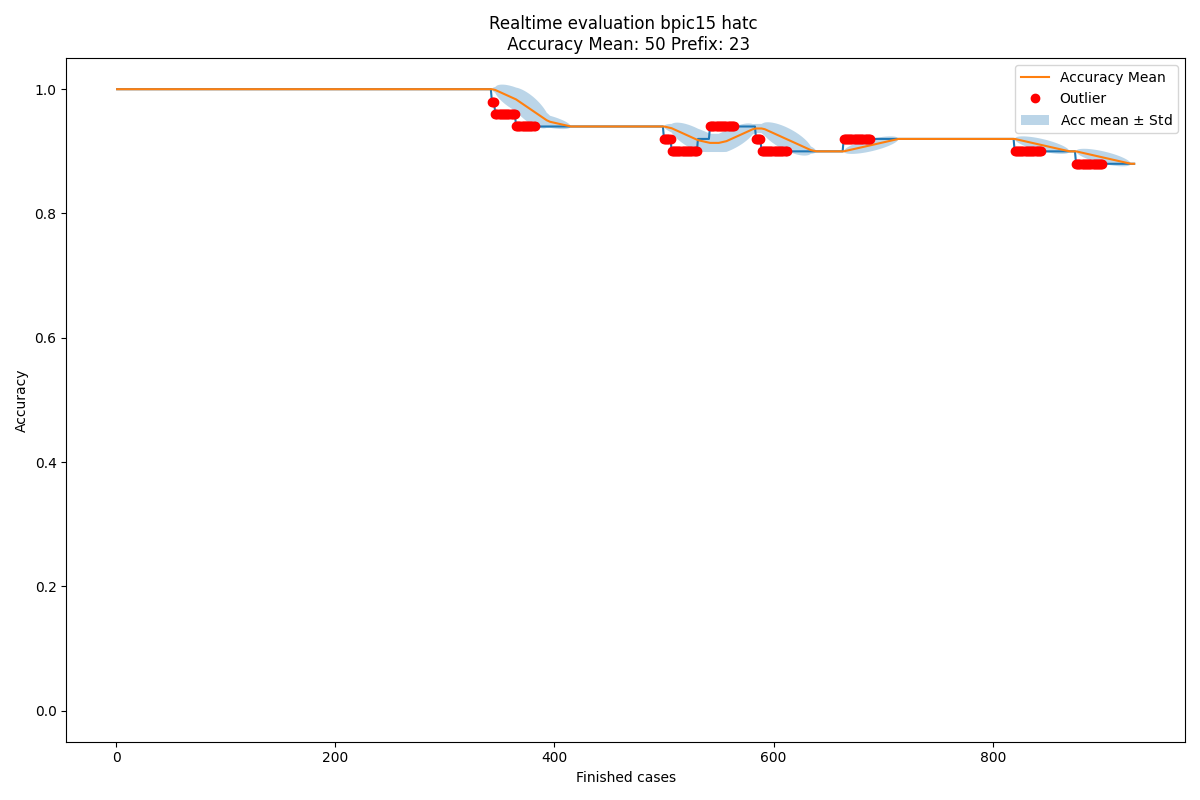 Realtime evaluation bpic15 hatc
Accuracy Mean: 50 Prefix: 23
Accuracy Mean
Outlier
Acc mean ± Std
1.0
0.8
0.6
0.4
0.2
0.0
Accuracy
0 200 400 600 800
Finished cases